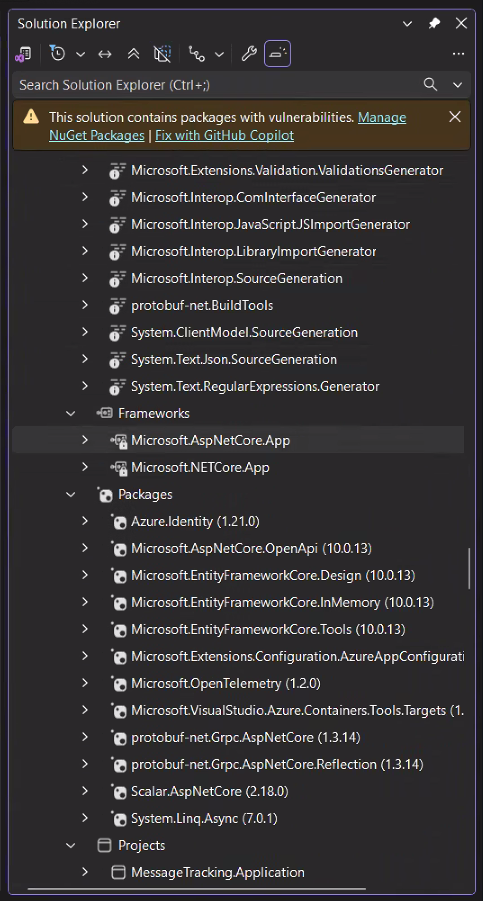 Solution Explorer
Search Solution Explorer (Ctrl+;)
This solution contains packages with vulnerabilities. Manage
NuGet Packages | Fix with GitHub Copilot
Microsoft.Extensions.Validation.ValidationsGenerator
Microsoft.Interop.ComInterfaceGenerator
Microsoft.Interop.JavaScript.JSImportGenerator
Microsoft.Interop.LibraryImportGenerator
Microsoft.Interop.SourceGeneration
protobuf-net.BuildTools
System.ClientModel.SourceGeneration
System.Text.Json.SourceGeneration
System.Text.RegularExpressions.Generator
Frameworks
Microsoft.AspNetCore.App
Microsoft.NETCore.App
Packages
Azure.Identity (1.21.0)
Microsoft.AspNetCore.OpenApi (10.0.13)
Microsoft.EntityFrameworkCore.Design (10.0.13)
Microsoft.EntityFrameworkCore.InMemory (10.0.13)
Microsoft.EntityFrameworkCore.Tools (10.0.13)
Microsoft.Extensions.Configuration.AzureAppConfigurati
Microsoft.OpenTelemetry (1.2.0)
Microsoft.VisualStudio.Azure.Containers.Tools.Targets (1.
protobuf-net.Grpc.AspNetCore (1.3.14)
protobuf-net.Grpc.AspNetCore.Reflection (1.3.14)
Scalar.AspNetCore (2.18.0)
System.Linq.Async (7.0.1)
Projects
MessageTracking.Application